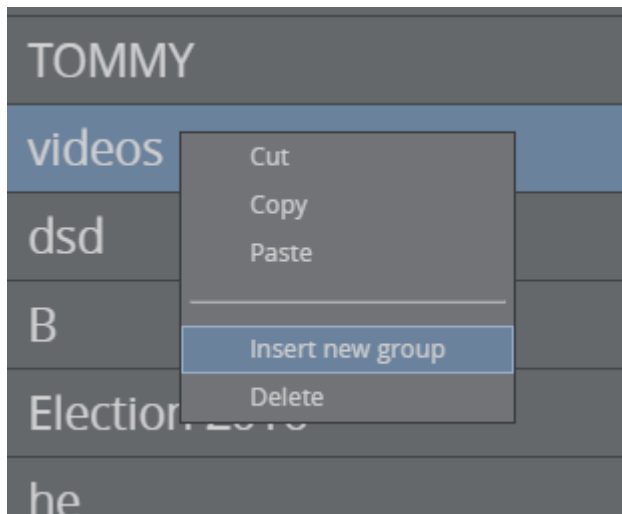 TOMMY
videos
Cut
Copy
dsd
Paste
B
Insert new group
Delete
Election
he